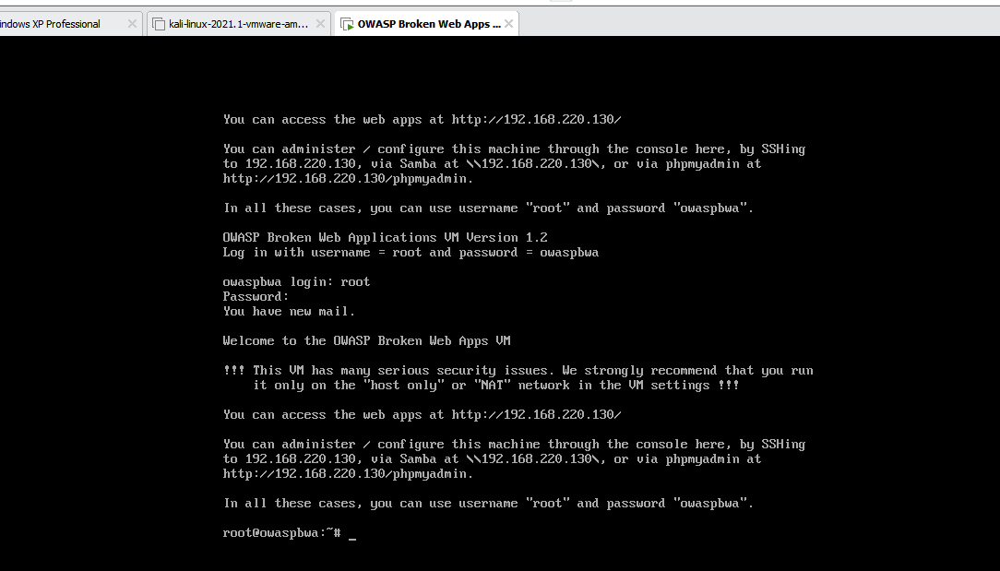 ndows XP Professional
kali-linux-2021.1-vmware-am...
OWASP Broken Web Apps ...
You can access the web apps at http://192.168.220.130/
You can administer / configure this machine through the console here, by SSHing
to 192.168.220.130, via Samba at \\192.168.220.130\, or via phpmyadmin at
http://192.168.220.130/phpmyadmin.
In all these cases, you can use username "root" and password "owaspbwa".
OWASP Broken Web Applications VM Version 1.2
Log in with username = root and password = owaspbwa
owaspbwa login: root
Password:
You have new mail.
Welcome to the OWASP Broken Web Apps VM
!!! This VM has many serious security issues. We strongly recommend that you run
it only on the "host only" or "NAT" network in the VM settings !!!
You can access the web apps at http://192.168.220.130/
You can administer / configure this machine through the console here, by SSHing
to 192.168.220.130, via Samba at \\192.168.220.130\, or via phpmyadmin at
http://192.168.220.130/phpmyadmin.
In all these cases, you can use username "root" and password "owaspbwa".
root@owaspbwa:~# _